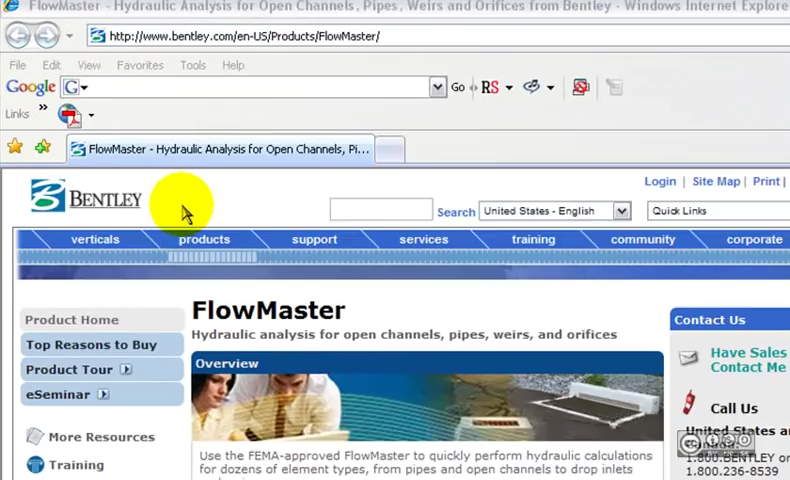 FlowMaster - Hydraulic Analysis for Open Channels, Pipes, Weirs and Orifices from Bentley - Windows Internet Explore
http://www.bentley.com/en-US/Products/FlowMaster/
File Edit View Favorites Tools Help
Google G Go RS
Links »
FlowMaster - Hydraulic Analysis for Open Channels, Pi...
Login | Site Map | Print |
BENTLEY
Search United States - English Quick Links
verticals products support services training community corporate
FlowMaster
Hydraulic analysis for open channels, pipes, weirs, and orifices
Product Home
Top Reasons to Buy
Product Tour
eSeminar
More Resources
Training
Overview
Use the FEMA-approved FlowMaster to quickly perform hydraulic calculations
for dozens of element types, from pipes and open channels to drop inlets
Contact Us
Have Sales
Contact Me
Call Us
United States an
Canada:
1.800.BENTLEY or
1.800.236-8539